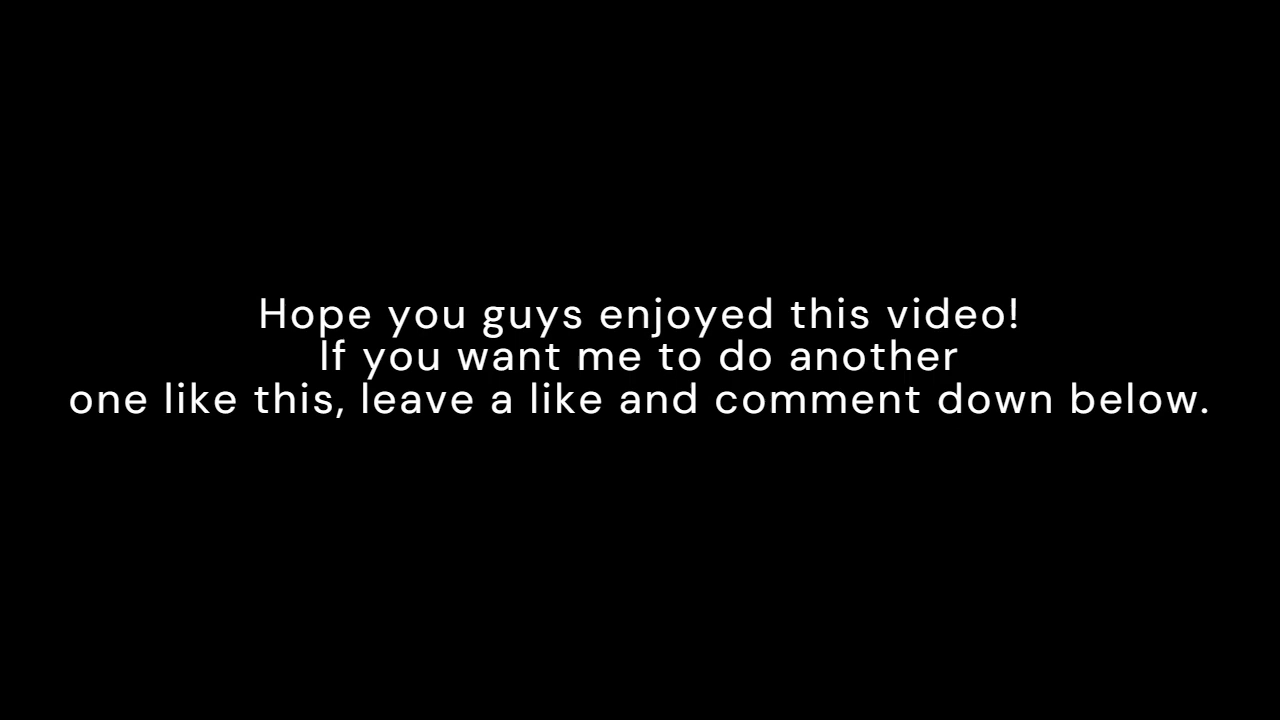 Hope you guys enjoyed this video!
If you want me to do another
one like this, leave a like and comment down below.